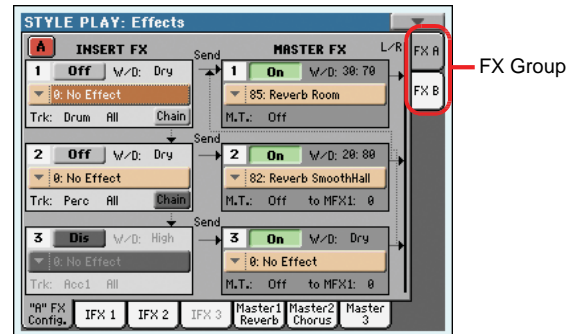 STYLE PLAY: Effects
A INSERT FX Send MASTER FX L/R FX A
FX Group
1 Off W/D: Dry 1 On W/D: 30:70
FX B
0: No Effect 85: Reverb Room
Trk: Drum All Chain M.T.: Off
Send
2 Off W/D: Dry 2 On W/D: 20:80
0: No Effect 82: Reverb SmoothHall
Trk: Perc All Chain M.T.: Off to MFX1: 0
Send
3 Dis W/D: High 3 On W/D: Dry
0: No Effect 0: No Effect
Trk: Acc1 All M.T.: Off to MFX1: 0
"A" FX Config. IFX 1 IFX 2 IFX 3 Master1 Reverb Master2 Chorus Master 3